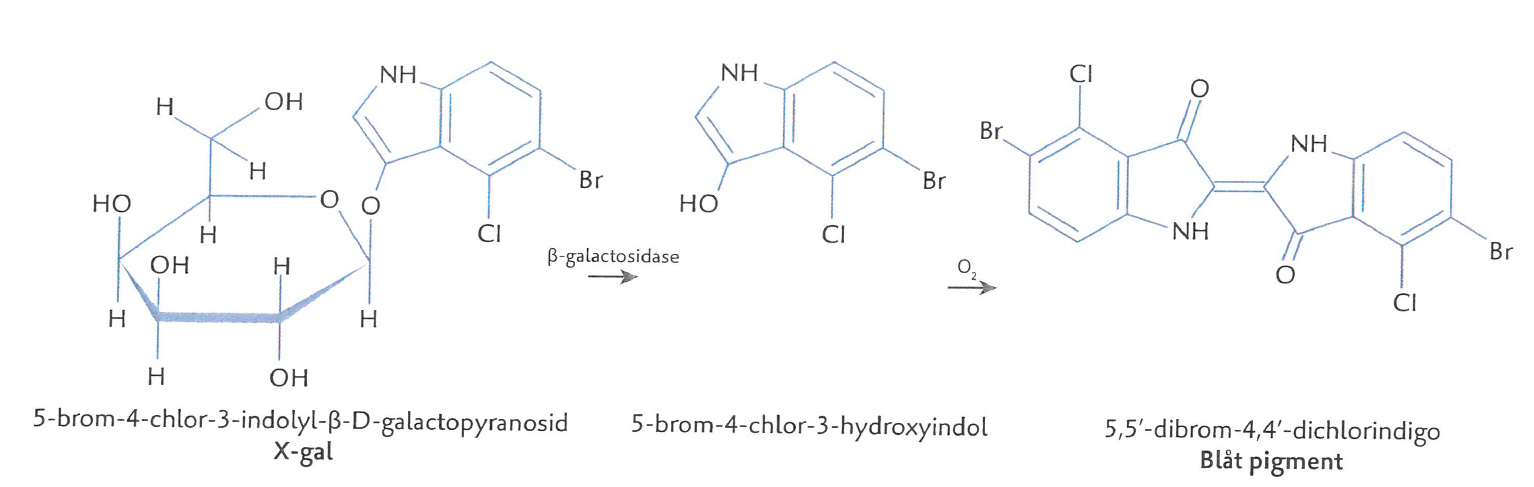 NH
H
OH
H
Br
HO
O
O
H
Cl
OH
H
H
H
H
OH
5-brom-4-chlor-3-indolyl-β-D-galactopyranosid
X-gal
β-galactosidase
NH
Br
HO
Cl
5-brom-4-chlor-3-hydroxyindol
O₂
Cl
O
Br
NH
NH
O
Br
Cl
5,5′-dibrom-4,4′-dichlorindigo
Blåt pigment